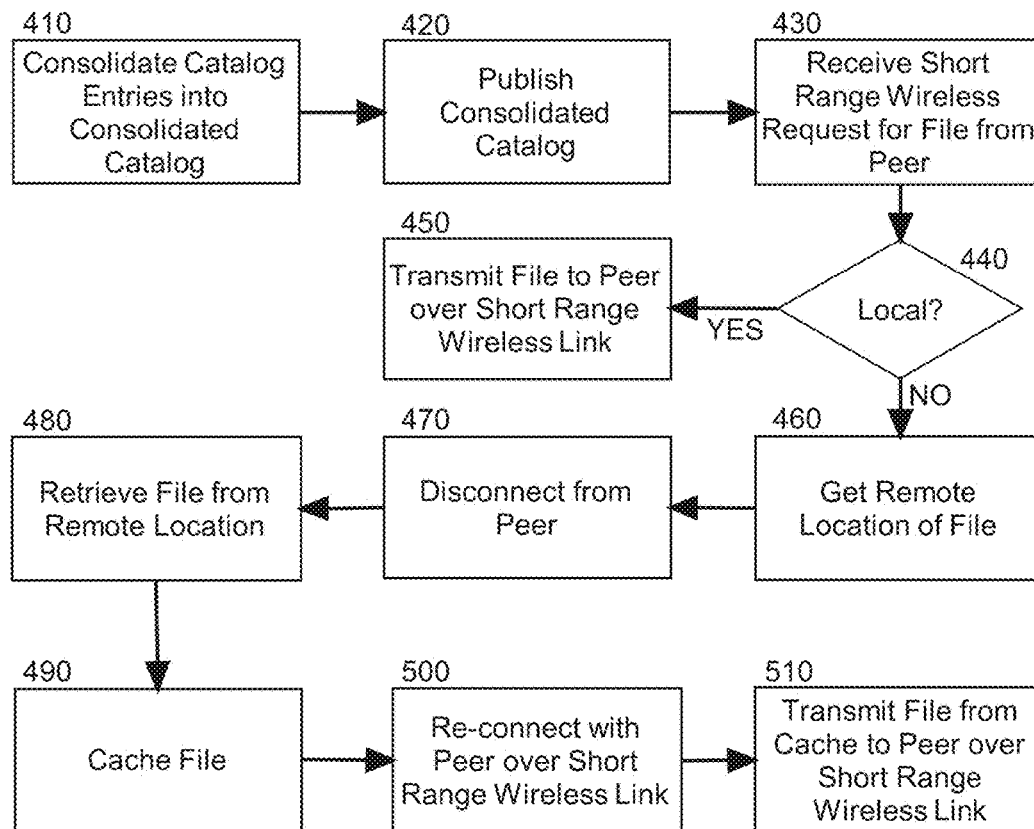 410
Consolidate Catalog
Entries into
Consolidated
Catalog
420
Publish
Consolidated
Catalog
430
Receive Short
Range Wireless
Request for File from
Peer
440
Local?
YES
NO
450
Transmit File to Peer
over Short Range
Wireless Link
460
Get Remote
Location of File
470
Disconnect from
Peer
480
Retrieve File from
Remote Location
490
Cache File
500
Re-connect with
Peer over Short
Range Wireless Link
510
Transmit File from
Cache to Peer over
Short Range
Wireless Link